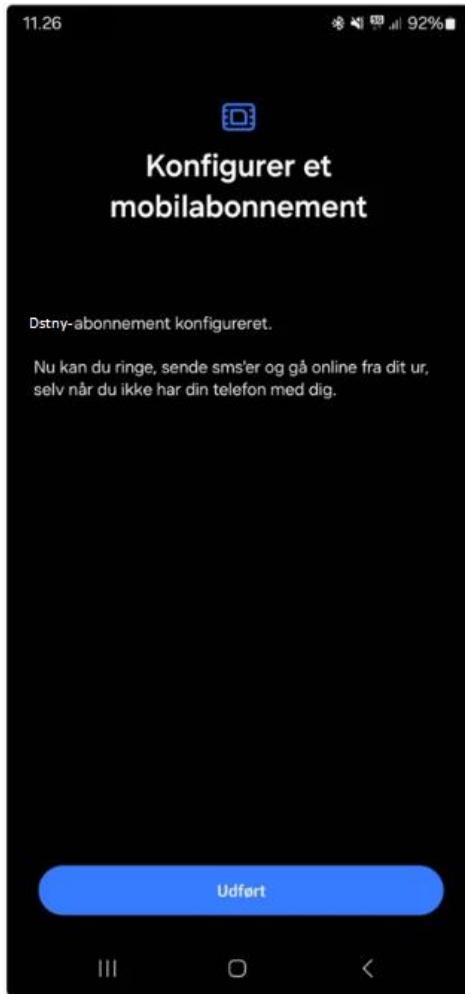 11.26
92%
Konfigurer et
mobilabonnement
Dstny-abonnement konfigureret.
Nu kan du ringe, sende sms'er og gå online fra dit ur,
selv når du ikke har din telefon med dig.
Udført